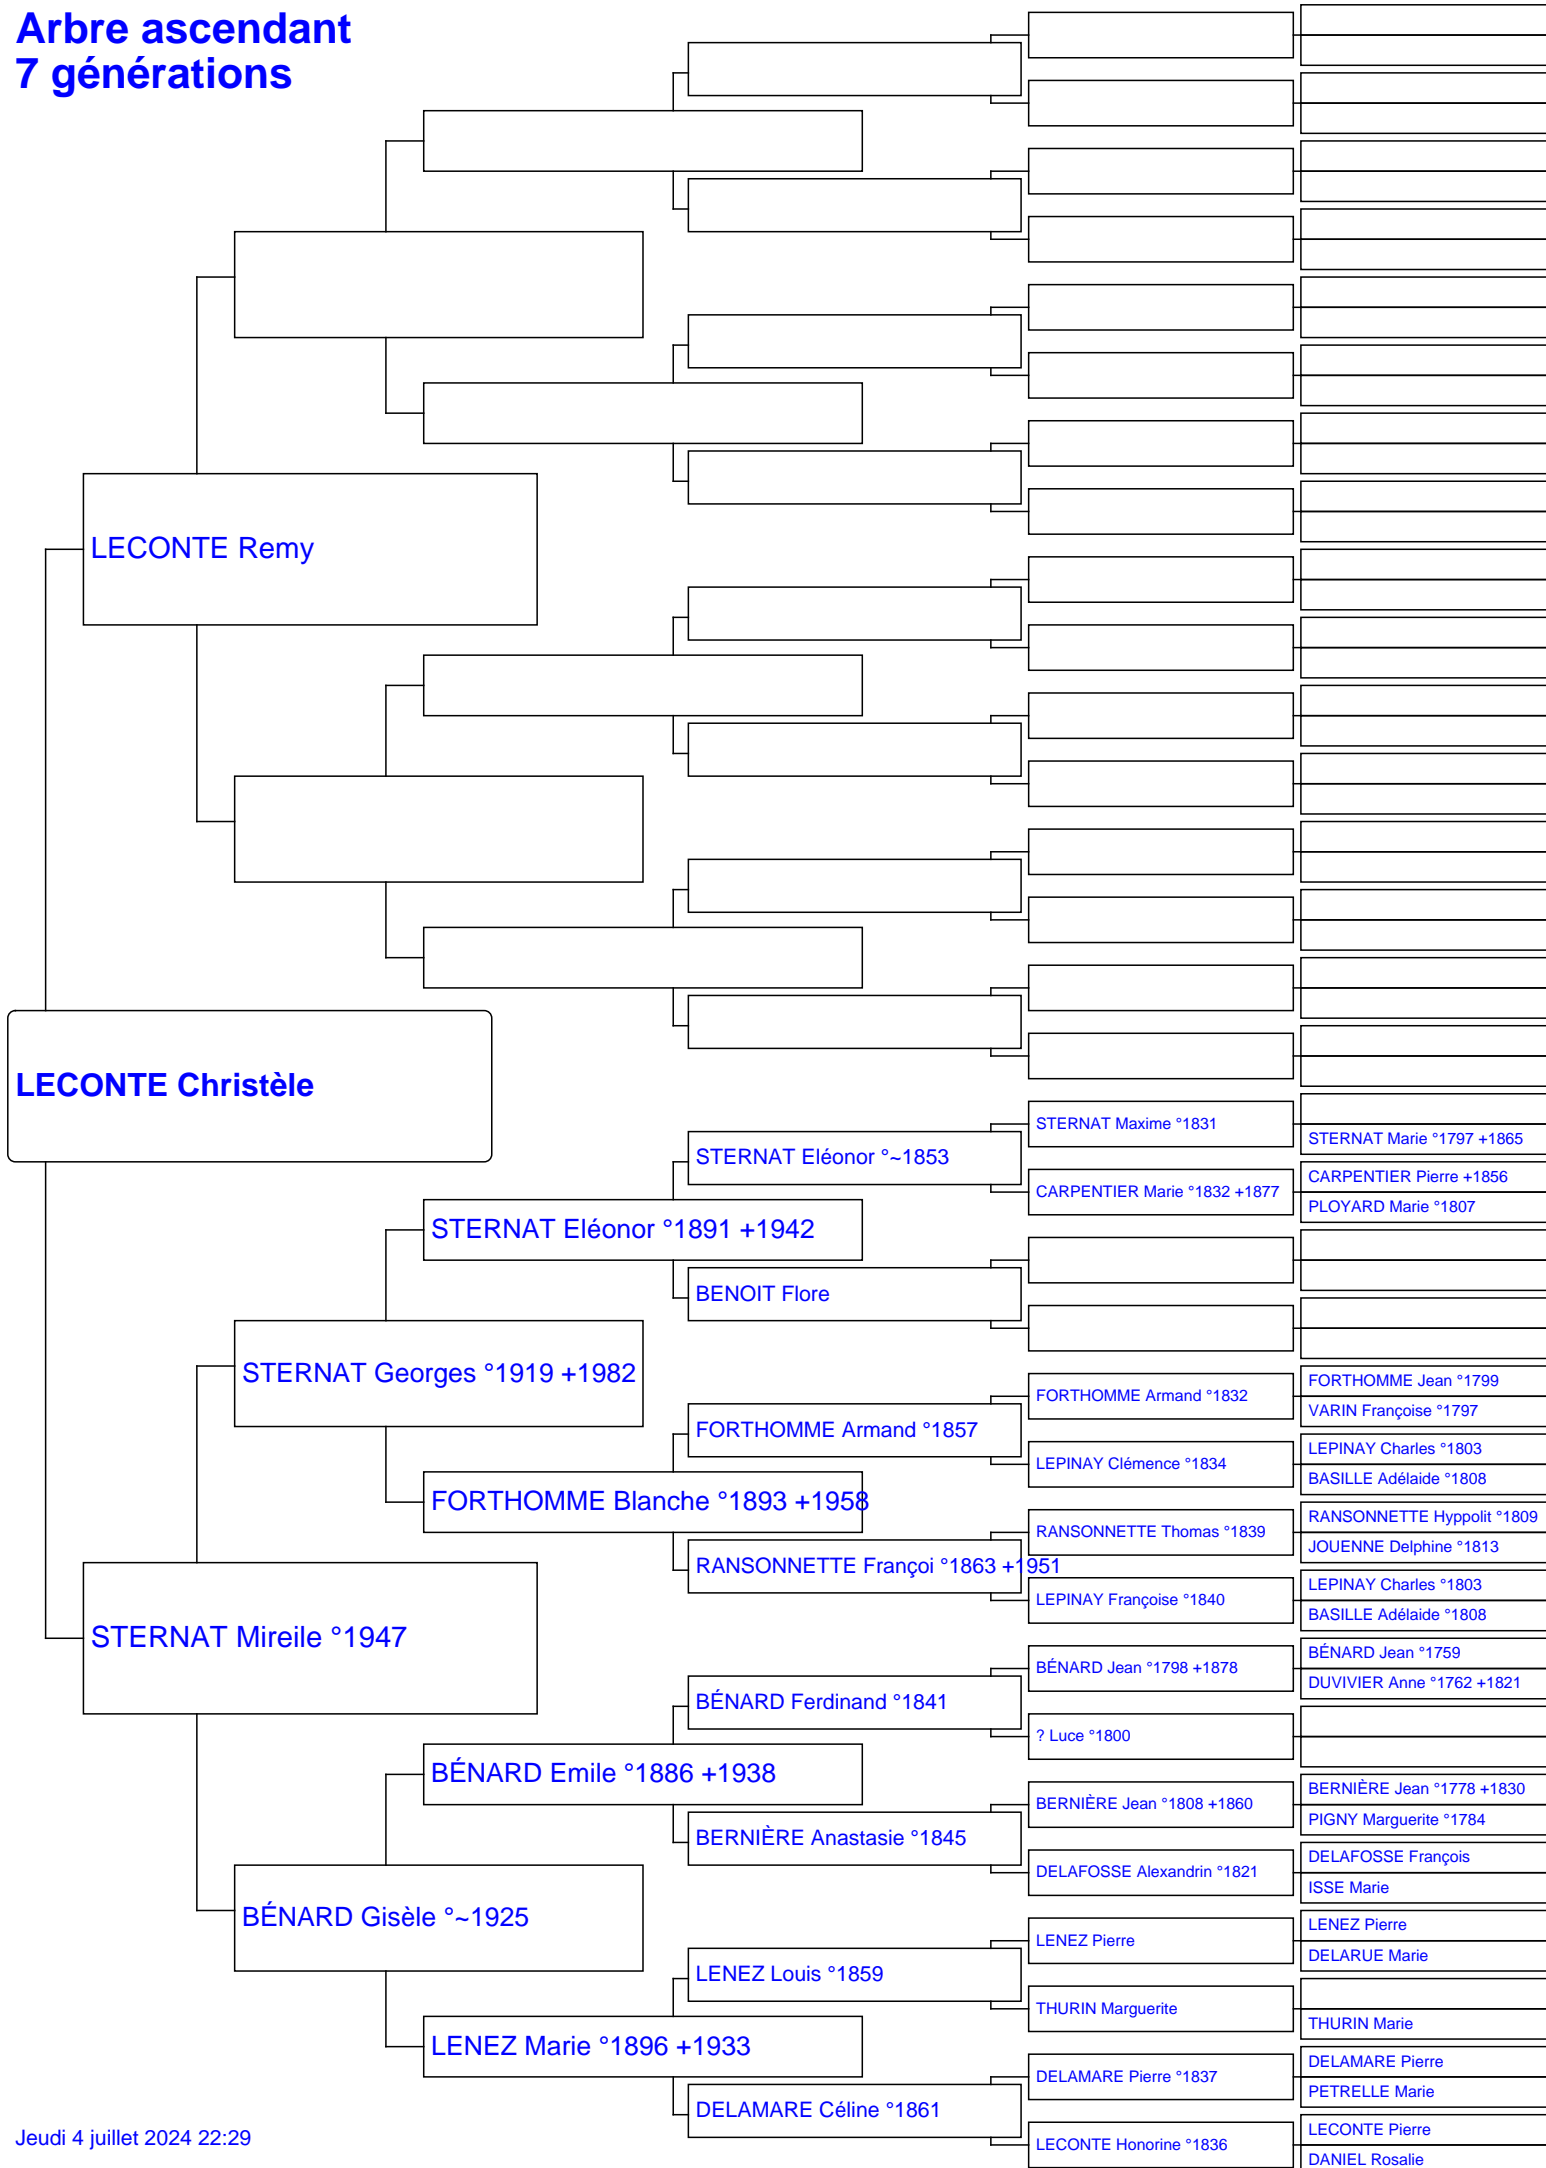 Arbre ascendant
7 générations
LECONTE Remy
LECONTE Christèle
STERNAT Maxime °1831
STERNAT Marie °1797 +1865
STERNAT Eléonor °~1853
CARPENTIER Pierre +1856
CARPENTIER Marie °1832 +1877
PLOYARD Marie °1807
STERNAT Eléonor °1891 +1942
BENOIT Flore
STERNAT Georges °1919 +1982
FORTHOMME Jean °1799
FORTHOMME Armand °1832
VARIN Françoise °1797
FORTHOMME Armand °1857
LEPINAY Charles °1803
LEPINAY Clémence °1834
BASILLE Adélaide °1808
FORTHOMME Blanche °1893 +1958
RANSONNETTE Hyppolit °1809
RANSONNETTE Thomas °1839
JOUENNE Delphine °1813
RANSONNETTE Françoi °1863 +1951
LEPINAY Charles °1803
LEPINAY Françoise °1840
BASILLE Adélaide °1808
STERNAT Mireile °1947
BÉNARD Jean °1759
BÉNARD Jean °1798 +1878
DUVIVIER Anne °1762 +1821
BÉNARD Ferdinand °1841
? Luce °1800
BÉNARD Emile °1886 +1938
BERNIÈRE Jean °1778 +1830
BERNIÈRE Jean °1808 +1860
PIGNY Marguerite °1784
BERNIÈRE Anastasie °1845
DELAFOSSE François
DELAFOSSE Alexandrin °1821
ISSE Marie
BÉNARD Gisèle °~1925
LENEZ Pierre
LENEZ Pierre
DELARUE Marie
LENEZ Louis °1859
THURIN Marguerite
THURIN Marie
LENEZ Marie °1896 +1933
DELAMARE Pierre
DELAMARE Pierre °1837
PETRELLE Marie
DELAMARE Céline °1861
LECONTE Pierre
LECONTE Honorine °1836
DANIEL Rosalie
Jeudi 4 juillet 2024 22:29